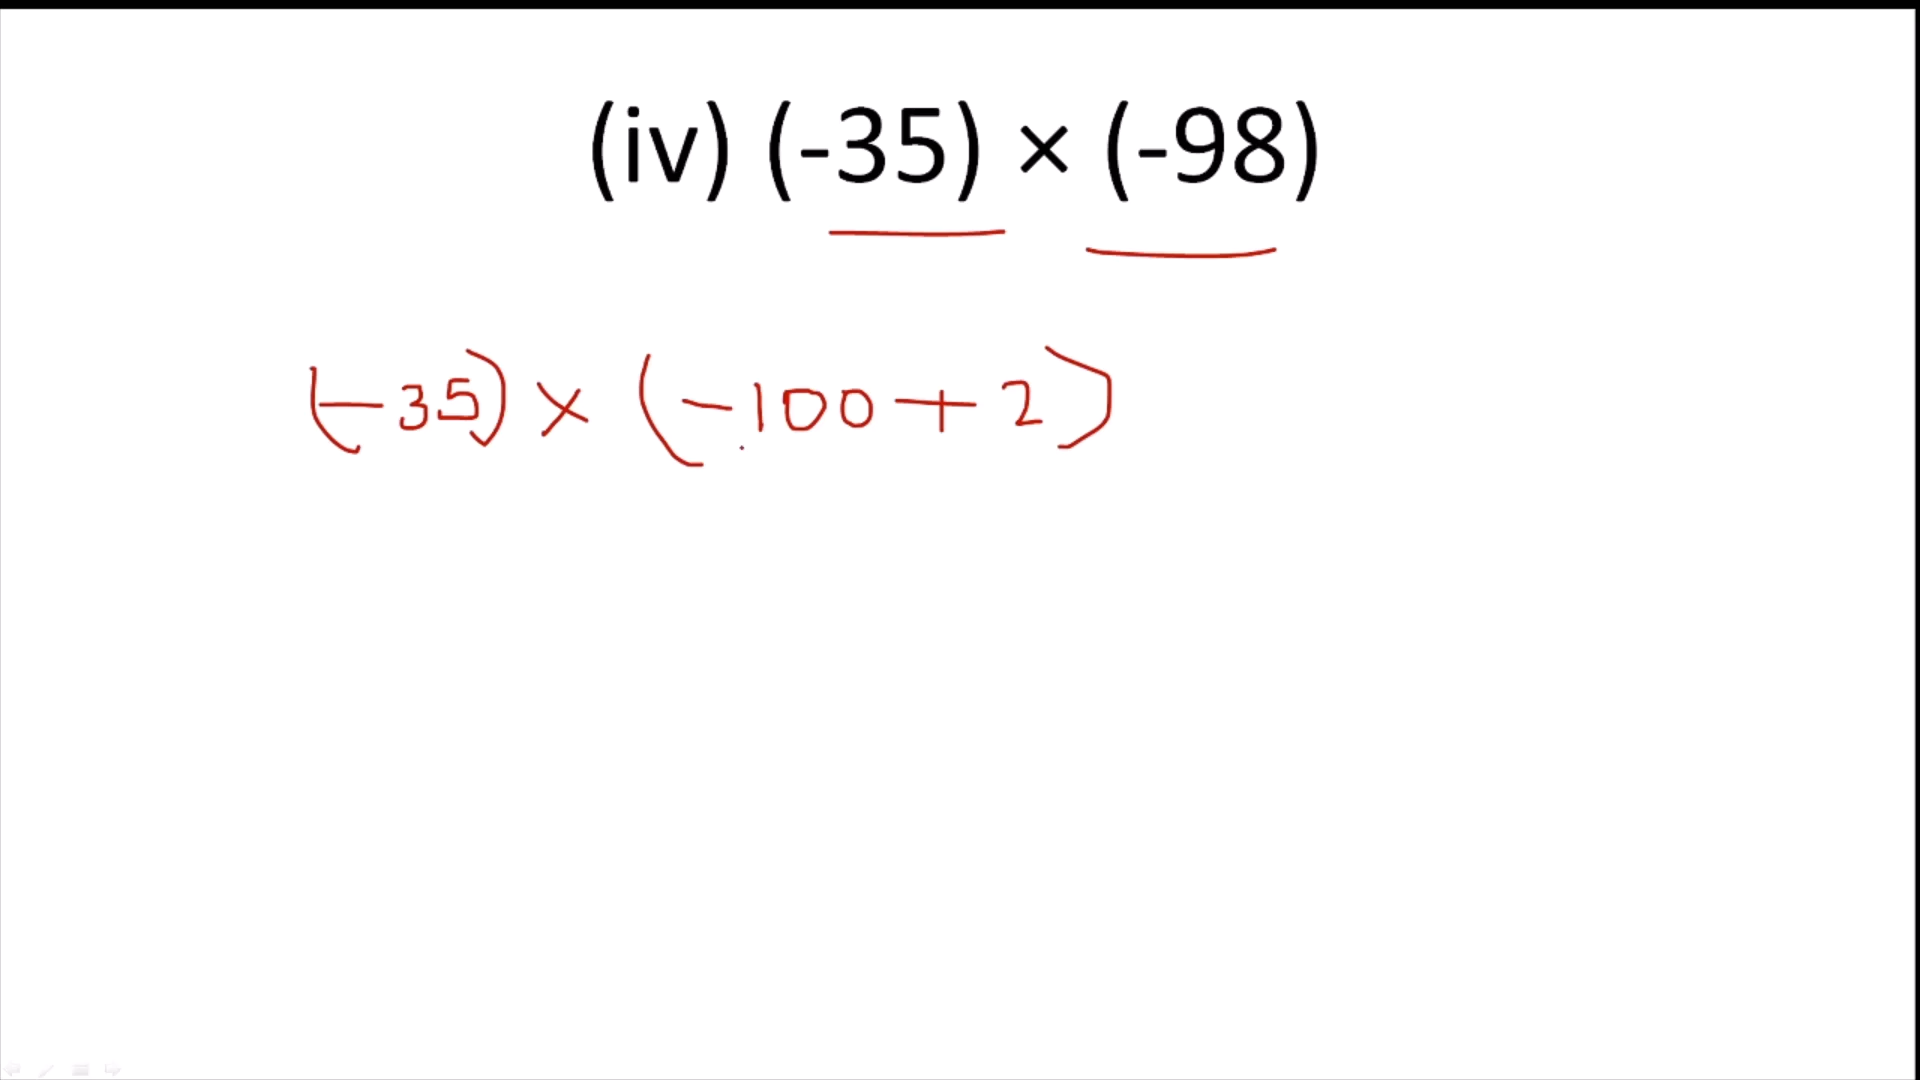 (iv) (-35) × (-98)
(-35) × (-100 + 2)